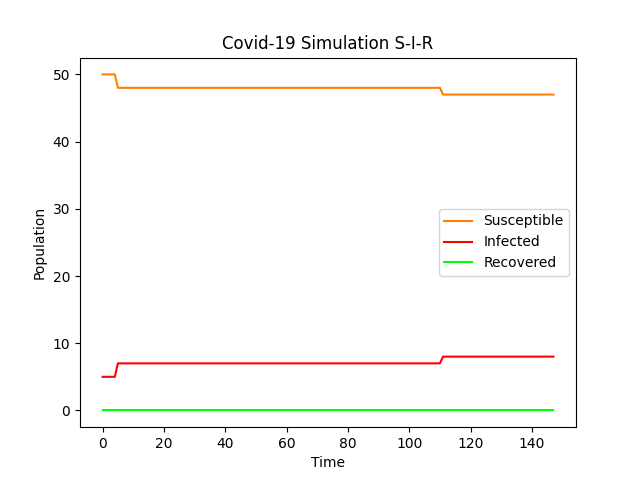 Covid-19 Simulation S-I-R
50
40
30
20
10
0
Population
Susceptible
Infected
Recovered
0 20 40 60 80 100 120 140
Time